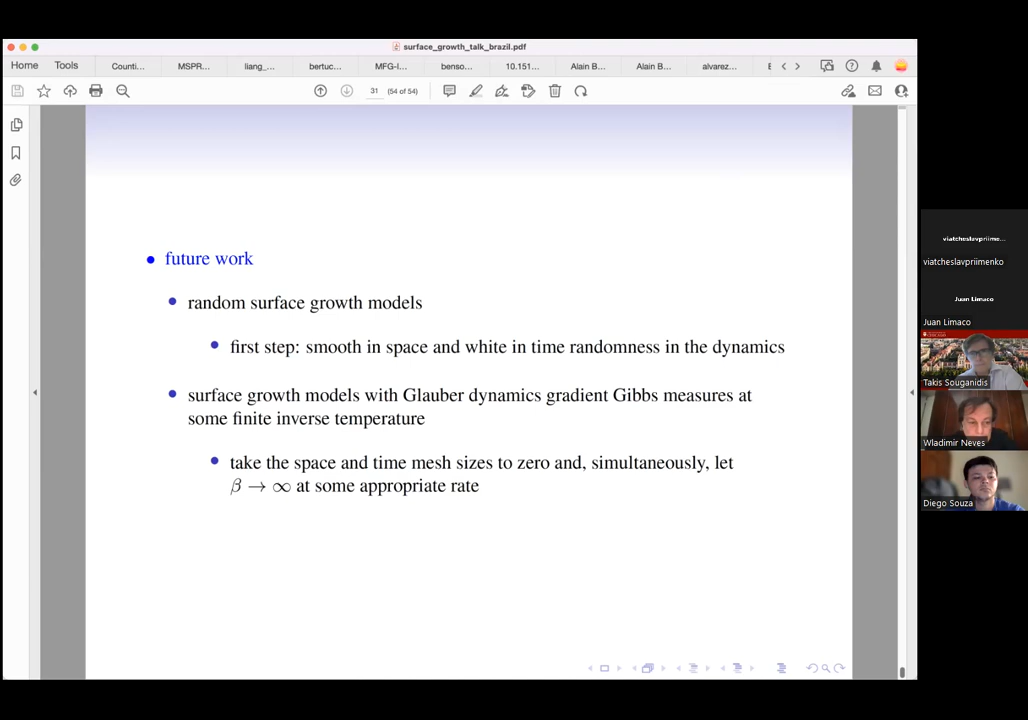 surface_growth_talk_brazil.pdf
Home Tools Counti... MSPR... liang_... bertuc... MFG-I... benso... 10.151... Alain B... Alain B... alvarez...
31 (54 of 54)
• future work
• random surface growth models
• first step: smooth in space and white in time randomness in the dynamics
• surface growth models with Glauber dynamics gradient Gibbs measures at
some finite inverse temperature
• take the space and time mesh sizes to zero and, simultaneously, let
β → ∞ at some appropriate rate
viatcheslavpriime...
viatcheslavpriimenko
Juan Limaco
Juan Limaco
Takis Souganidis
Wladimir Neves
Diego Souza